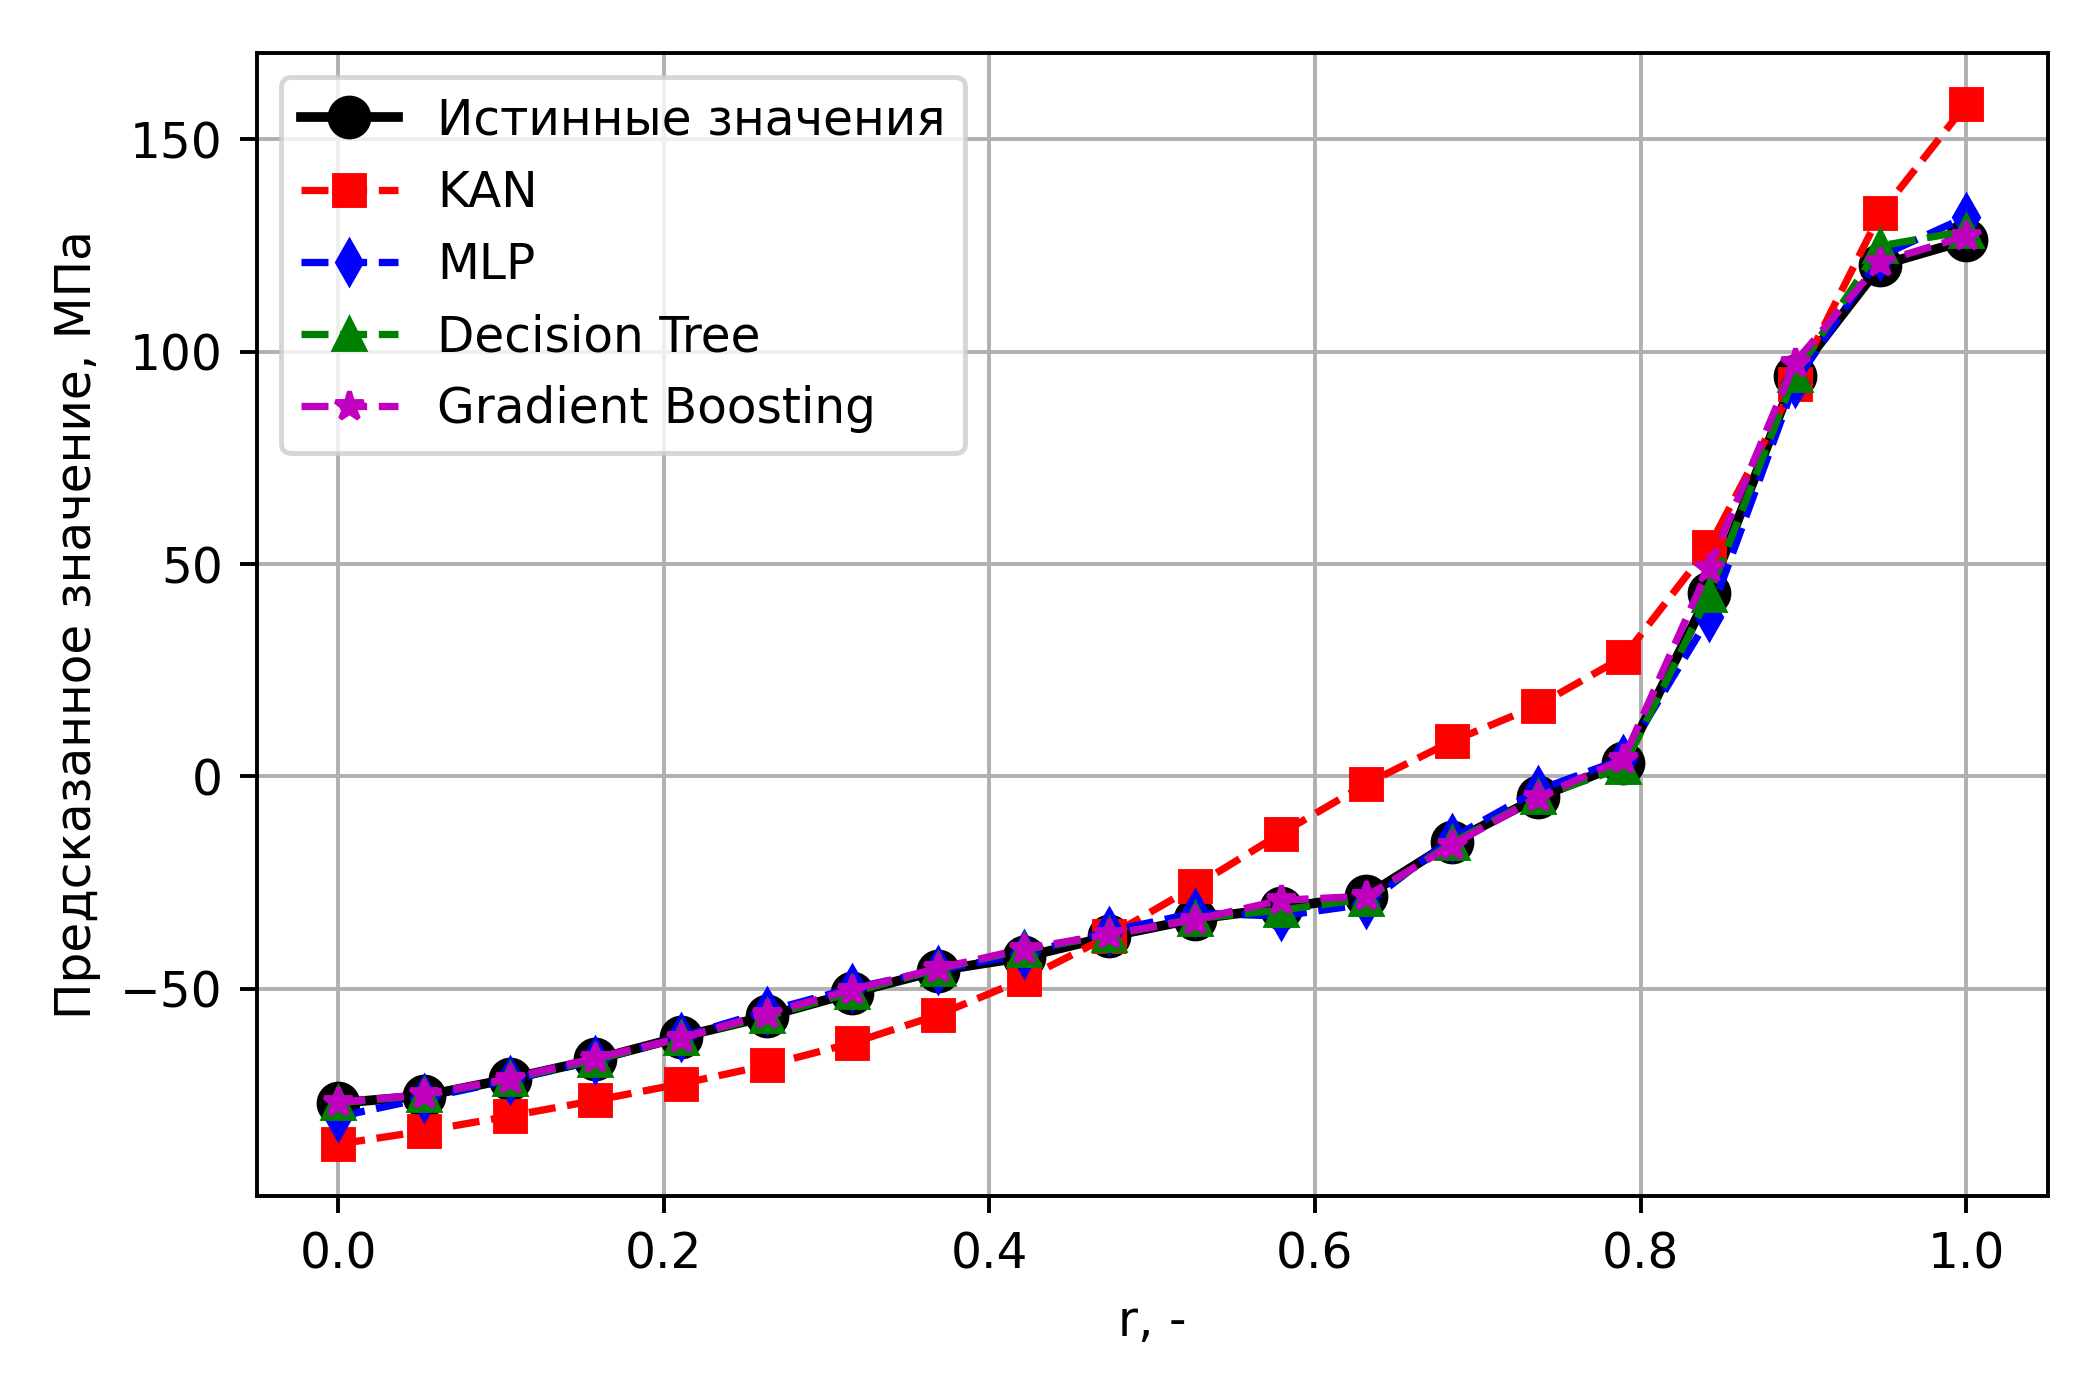 Предсказанное значение, МПа
150
100
50
0
−50
Истинные значения
KAN
MLP
Decision Tree
Gradient Boosting
0.0
0.2
0.4
0.6
0.8
1.0
r, -